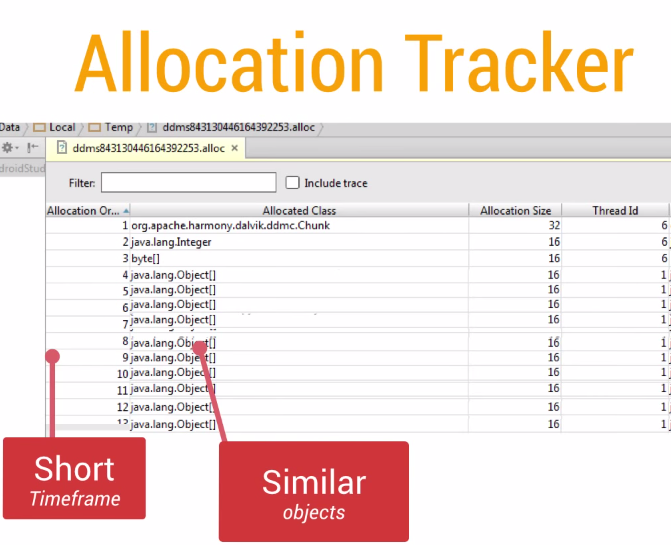 Allocation Tracker
Data Local Temp ddms843130446164392253.alloc
ddms843130446164392253.alloc ×
droidStud
Filter: Include trace
Allocation Or... Allocated Class Allocation Size Thread Id
1 org.apache.harmony.dalvik.ddmc.Chunk 32 6
2 java.lang.Integer 16 6
3 byte[] 16 6
4 java.lang.Object[] 16 1
5 java.lang.Object[] 16 1
6 java.lang.Object[] 16 1
7 java.lang.Object[] 16 1
8 java.lang.Object[] 16 1
9 java.lang.Object[] 16 1
10 java.lang.Object[] 16 1
11 java.lang.Object[] 16 1
12 java.lang.Object[] 16 1
13 java.lang.Object[] 16 1
Short
Timeframe
Similar
objects